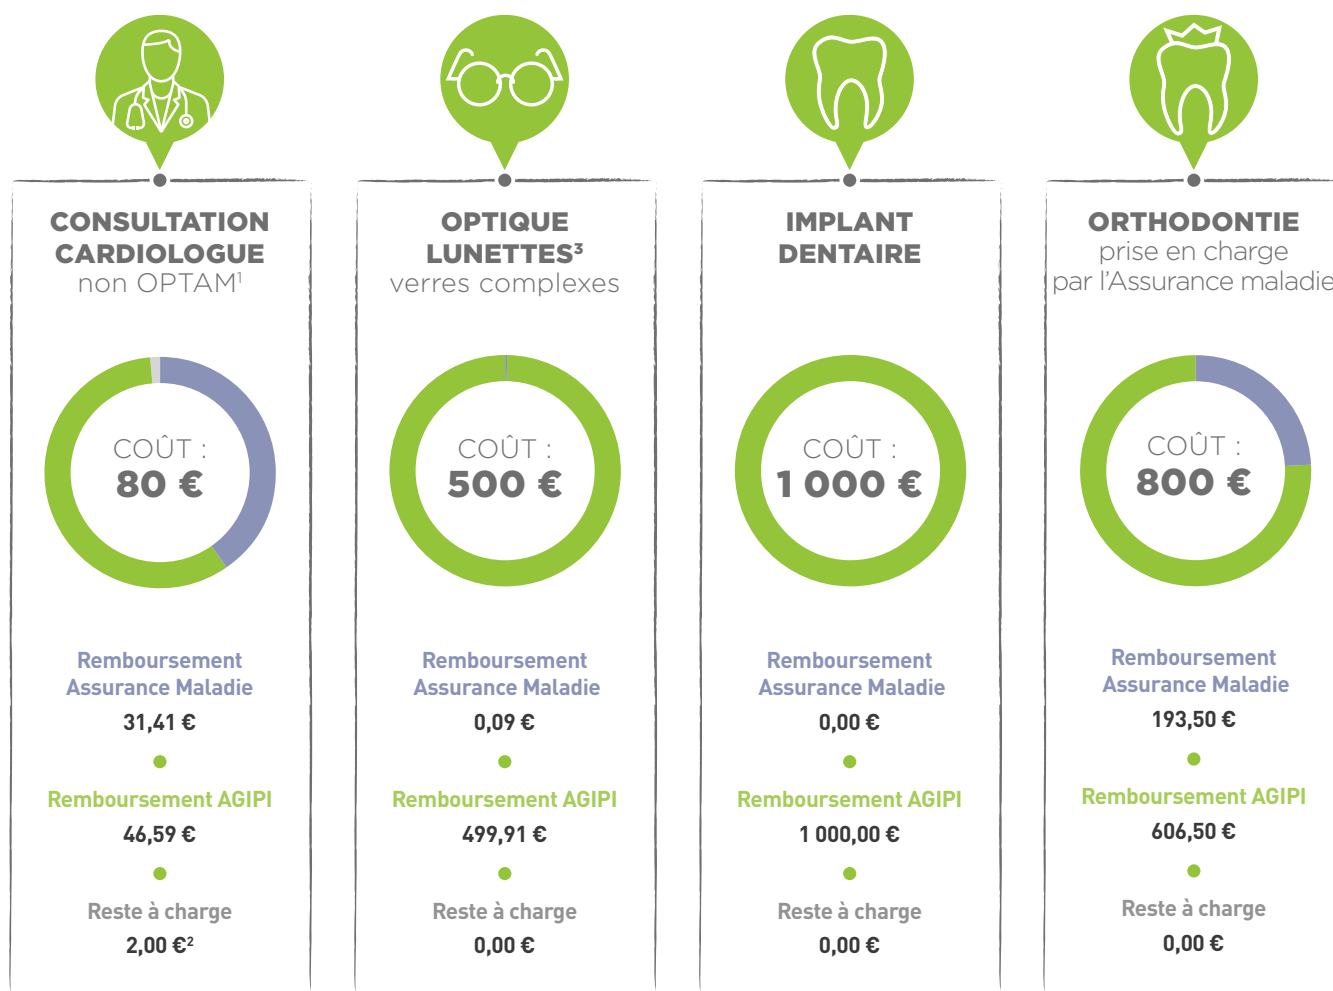 CONSULTATION
CARDIOLOGUE
non OPTAM¹
COÛT :
80 €
Remboursement
Assurance Maladie
31,41 €
Remboursement AGIPI
46,59 €
Reste à charge
2,00 €²
OPTIQUE
LUNETTES³
verres complexes
COÛT :
500 €
Remboursement
Assurance Maladie
0,09 €
Remboursement AGIPI
499,91 €
Reste à charge
0,00 €
IMPLANT
DENTAIRE
COÛT :
1 000 €
Remboursement
Assurance Maladie
0,00 €
Remboursement AGIPI
1 000,00 €
Reste à charge
0,00 €
ORTHODONTIE
prise en charge
par l’Assurance maladie
COÛT :
800 €
Remboursement
Assurance Maladie
193,50 €
Remboursement AGIPI
606,50 €
Reste à charge
0,00 €